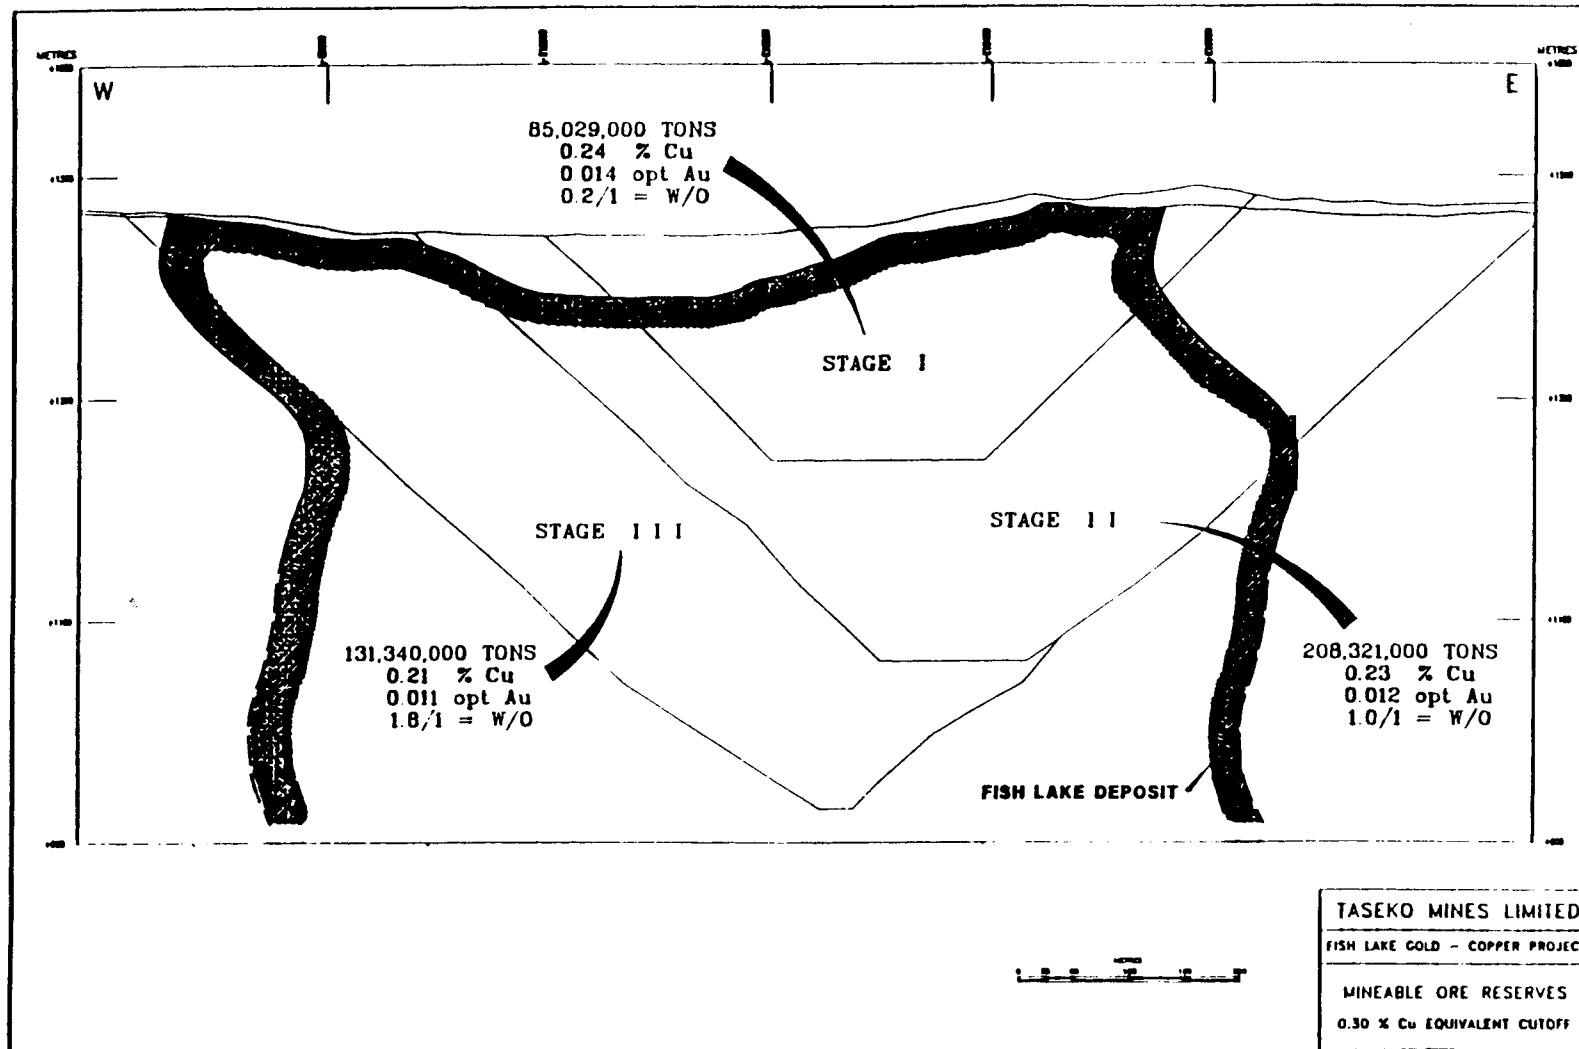 METRES
METRES
W
E
85,029,000 TONS
0.24 % Cu
0.014 opt Au
0.2/1 = W/O
STAGE I
STAGE III
STAGE II
131,340,000 TONS
0.21 % Cu
0.011 opt Au
1.8/1 = W/O
208,321,000 TONS
0.23 % Cu
0.012 opt Au
1.0/1 = W/O
FISH LAKE DEPOSIT
METRES
TASEKO MINES LIMITED
FISH LAKE GOLD - COPPER PROJEC
MINEABLE ORE RESERVES
0.30 % Cu EQUIVALENT CUTOFF